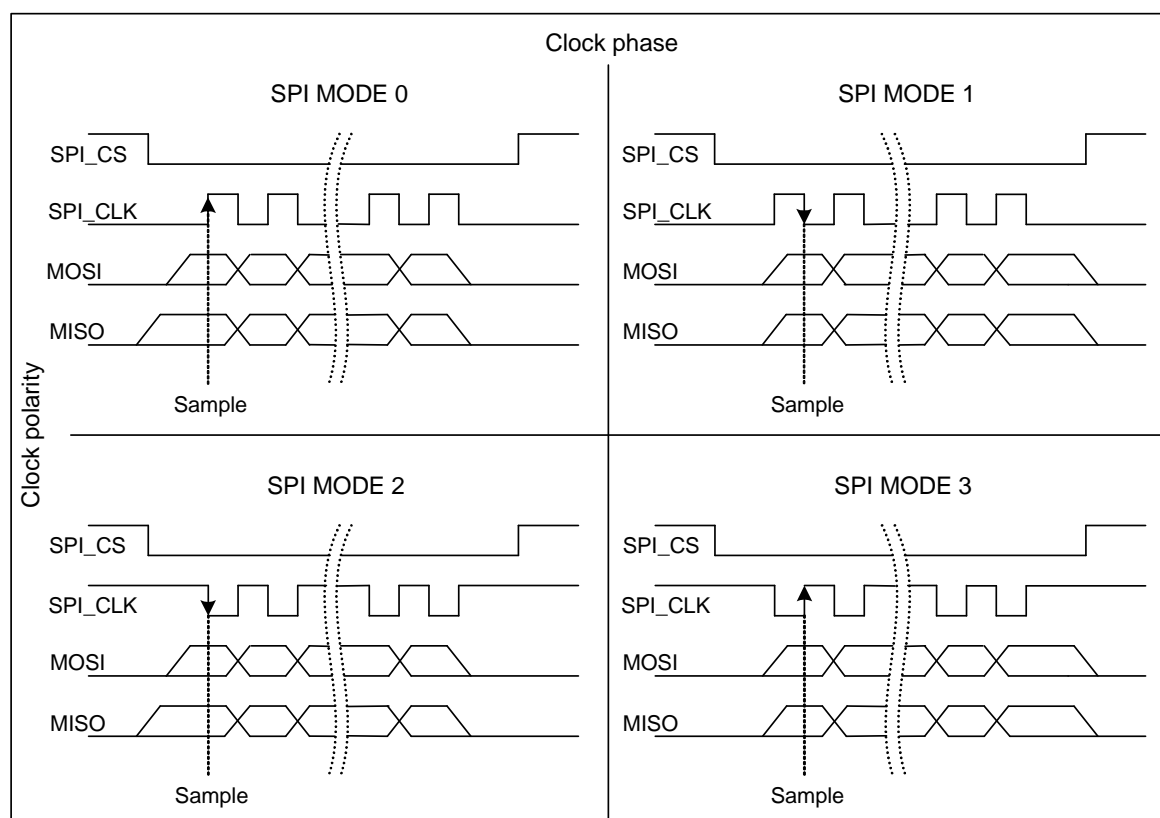 Clock phase
SPI MODE 0
SPI_CS
SPI_CLK
MOSI
MISO
Sample
SPI MODE 1
SPI_CS
SPI_CLK
MOSI
MISO
Sample
Clock polarity
SPI MODE 2
SPI_CS
SPI_CLK
MOSI
MISO
Sample
SPI MODE 3
SPI_CS
SPI_CLK
MOSI
MISO
Sample